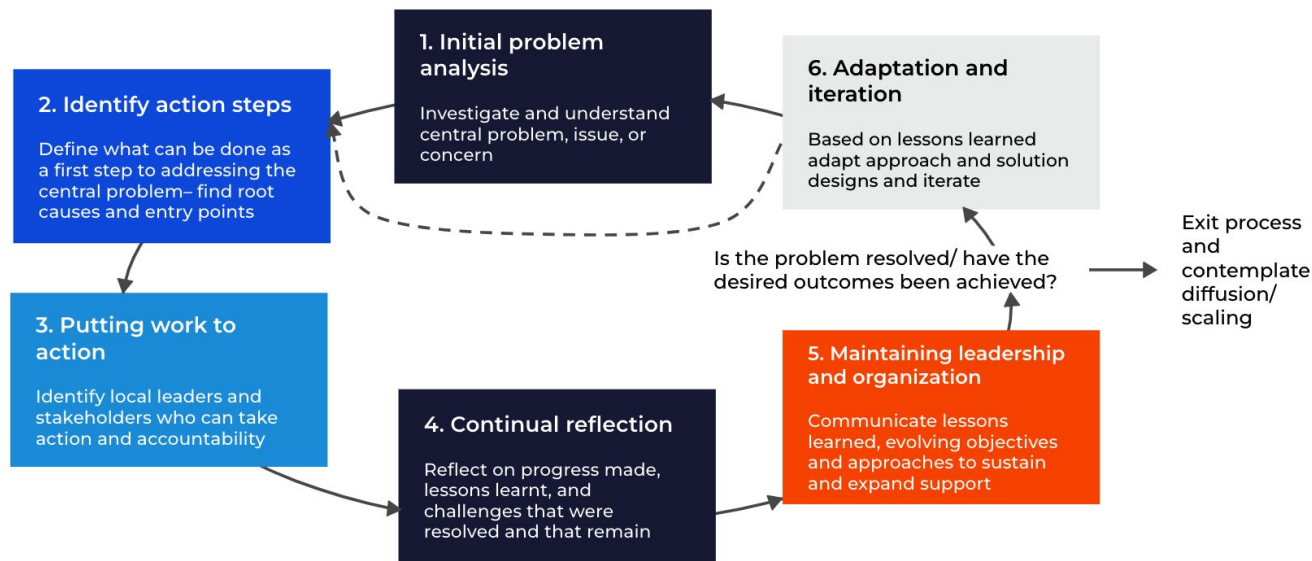 1. Initial problem
analysis
Investigate and understand
central problem, issue, or
concern
2. Identify action steps
Define what can be done as
a first step to addressing the
central problem– find root
causes and entry points
3. Putting work to
action
Identify local leaders and
stakeholders who can take
action and accountability
4. Continual reflection
Reflect on progress made,
lessons learnt, and
challenges that were
resolved and that remain
5. Maintaining leadership
and organization
Communicate lessons
learned, evolving objectives
and approaches to sustain
and expand support
Is the problem resolved/ have the
desired outcomes been achieved?
Exit process
and
contemplate
diffusion/
scaling
6. Adaptation and
iteration
Based on lessons learned
adapt approach and solution
designs and iterate